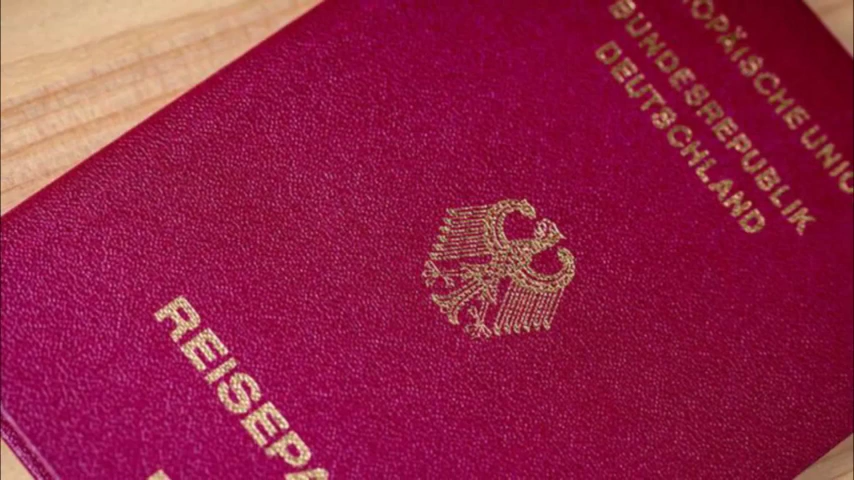 OPÄISCHE UNIO
BUNDESREPUBLIK
DEUTSCHLAND
REISEPA